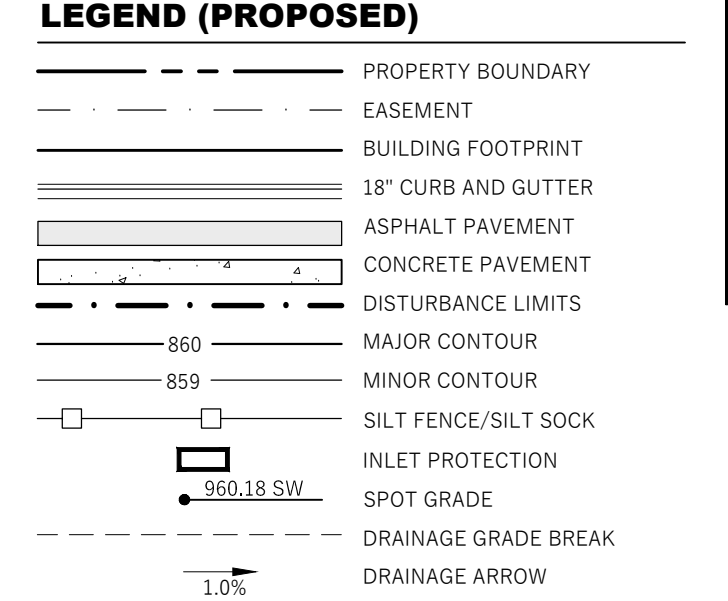 LEGEND (PROPOSED)
PROPERTY BOUNDARY
EASEMENT
BUILDING FOOTPRINT
18" CURB AND GUTTER
ASPHALT PAVEMENT
CONCRETE PAVEMENT
DISTURBANCE LIMITS
860 MAJOR CONTOUR
859 MINOR CONTOUR
SILT FENCE/SILT SOCK
INLET PROTECTION
960.18 SW SPOT GRADE
DRAINAGE GRADE BREAK
1.0% DRAINAGE ARROW